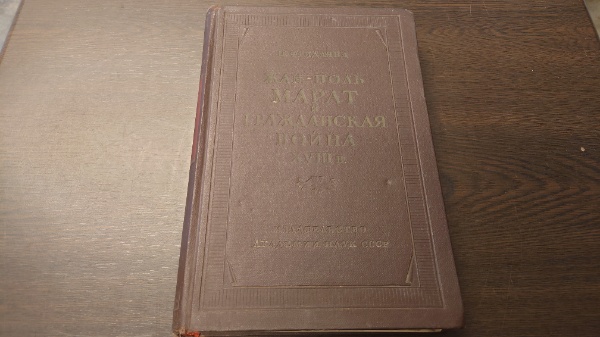 ЖАН-ПОЛЬ
МАРАТ
И
ГРАЖДАНСКАЯ
ВОЙНА
XVIII в.
ИЗДАТЕЛЬСТВО
АКАДЕМИИ НАУК СССР